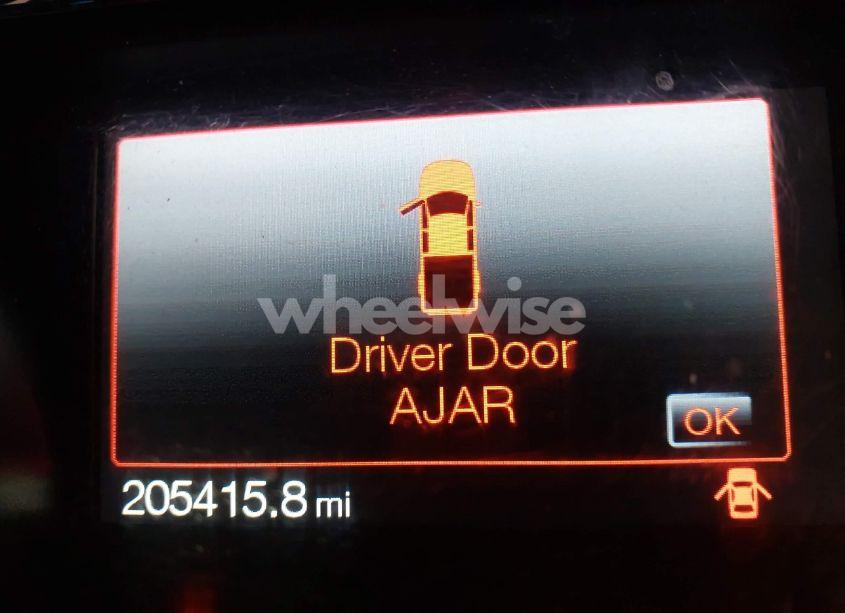 wheelwise
Driver Door
AJAR
OK
205415.8 mi